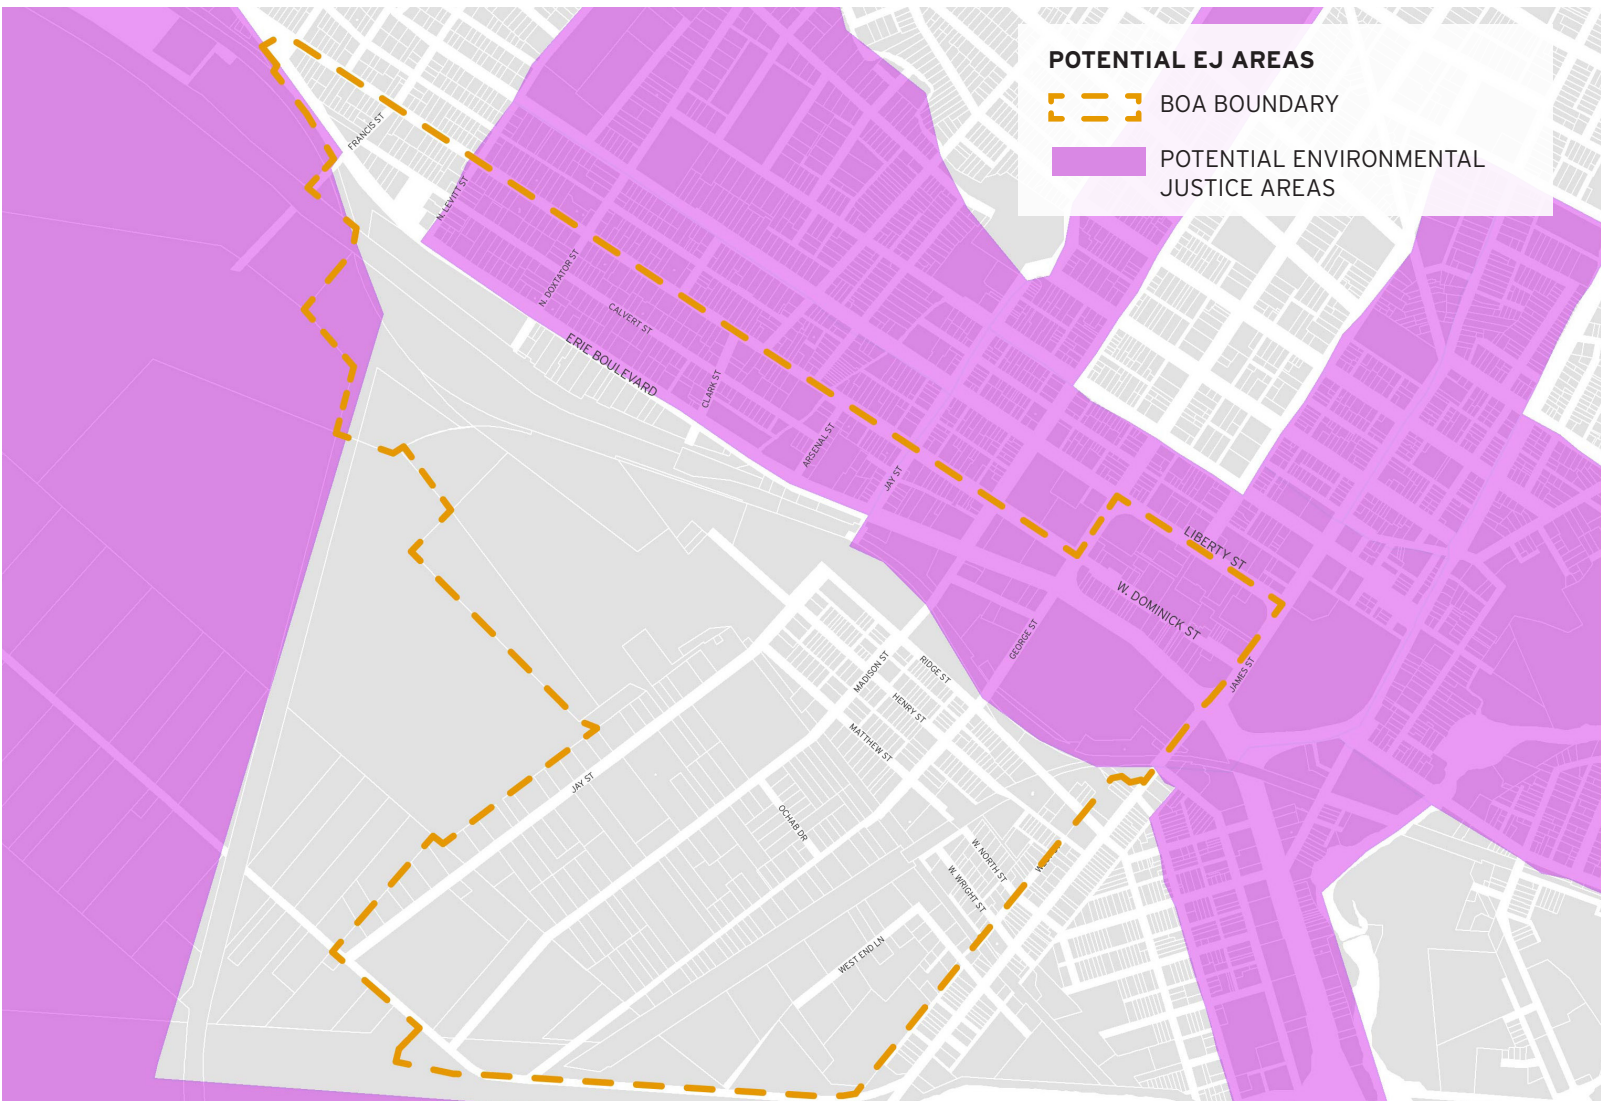 POTENTIAL EJ AREAS
BOA BOUNDARY
POTENTIAL ENVIRONMENTAL
JUSTICE AREAS
FRANCIS ST
N. LEVITT ST
N. DOXTATOR ST
CALVERT ST
ERIE BOULEVARD
CLARK ST
ARSENAL ST
JAY ST
LIBERTY ST
W. DOMINICK ST
GEORGE ST
JAMES ST
MADISON ST
RIDGE ST
HENRY ST
MATTHEW ST
JAY ST
OCHAB DR
W. NORTH ST
W. WRIGHT ST
WEST END LN